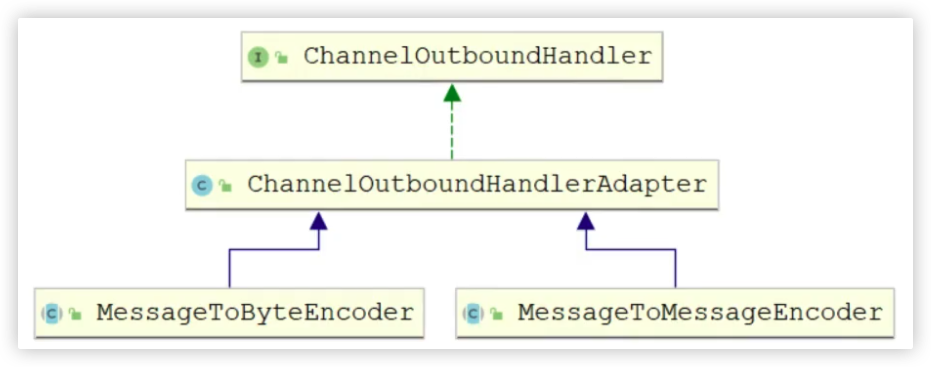 I ChannelOutboundHandler
C ChannelOutboundHandlerAdapter
C MessageToByteEncoder
C MessageToMessageEncoder